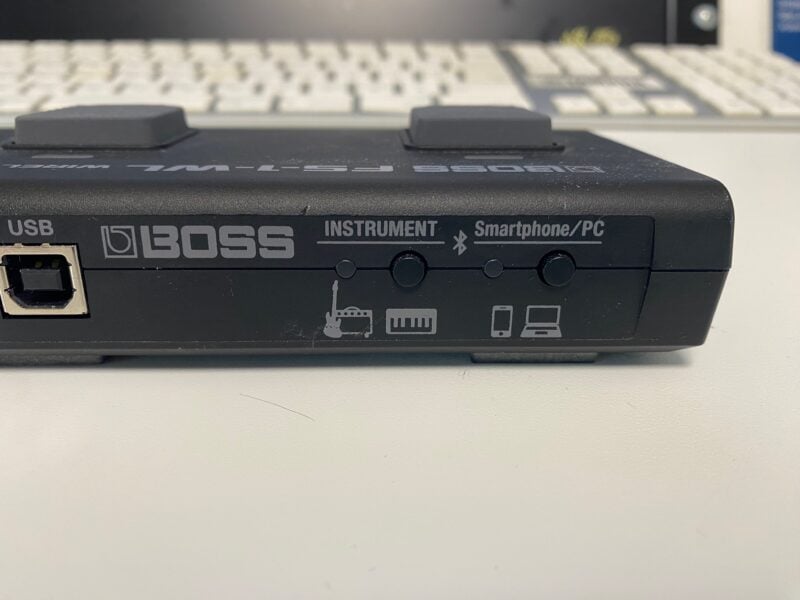 BOSS FS-1-WL
USB
BOSS
INSTRUMENT
Smartphone/PC